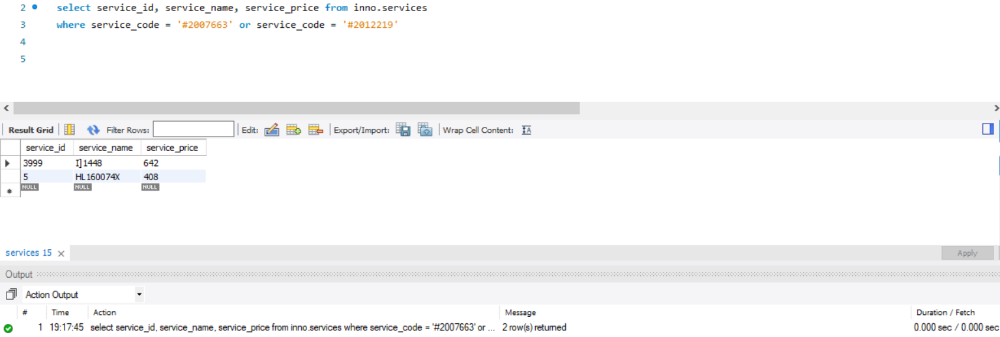 2 select service_id, service_name, service_price from inno.services
3 where service_code = '#2007663' or service_code = '#2012219'
4
5
Result Grid Filter Rows: Edit: Export/Import: Wrap Cell Content:
service_id service_name service_price
3999 I]1448 642
5 HL160074X 408
NULL NULL NULL
services 15 Apply
Output
Action Output
# Time Action Message Duration / Fetch
1 19:17:45 select service_id, service_name, service_price from inno.services where service_code = '#2007663' or ... 2 row(s) returned 0.000 sec / 0.000 sec